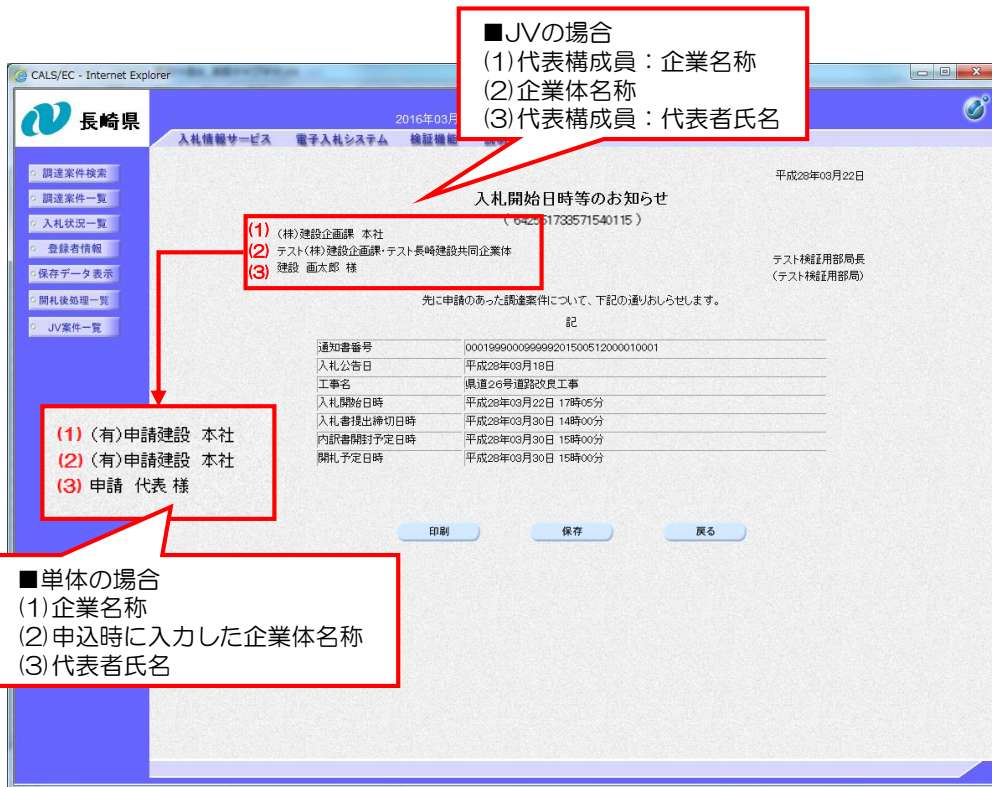 ■JVの場合
(1)代表構成員：企業名称
(2)企業体名称
(3)代表構成員：代表者氏名
CALS/EC - Internet Explorer
長崎県
2016年03月
入札情報サービス 電子入札システム 検証機能
調達案件検索
調達案件一覧
入札状況一覧
登録者情報
保存データ表示
開札後処理一覧
JV案件一覧
平成28年03月22日
入札開始日時等のお知らせ
( 642551733571540115 )
(1) (株)建設企画課 本社
(2) テスト(株)建設企画課・テスト長崎建設共同企業体
(3) 建設 画太郎 様
テスト検証用部局長
(テスト検証用部局)
先に申請のあった調達案件について、下記の通りおしらせします。
記
通知書番号 0001999000999992015005120000010001
入札公告日 平成28年03月18日
工事名 県道26号道路改良工事
入札開始日時 平成28年03月22日 17時05分
入札書提出締切日時 平成28年03月30日 14時00分
内訳書開封予定日時 平成28年03月30日 15時00分
開札予定日時 平成28年03月30日 15時00分
(1) (有)申請建設 本社
(2) (有)申請建設 本社
(3) 申請 代表 様
印刷 保存 戻る
■単体の場合
(1)企業名称
(2)申込時に入力した企業体名称
(3)代表者氏名